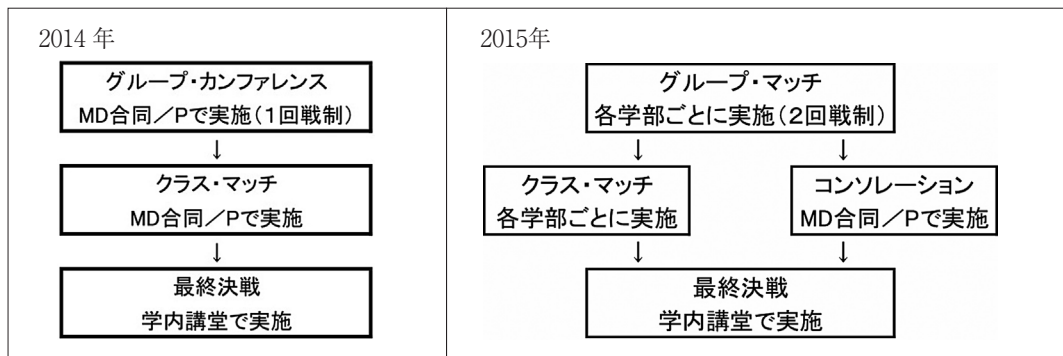 2014 年
グループ・カンファレンス
MD合同／Pで実施(1回戦制)
↓
クラス・マッチ
MD合同／Pで実施
↓
最終決戦
学内講堂で実施
2015年
グループ・マッチ
各学部ごとに実施(2回戦制)
↓ ↓
クラス・マッチ
各学部ごとに実施
コンソレーション
MD合同／Pで実施
↓ ↓
最終決戦
学内講堂で実施